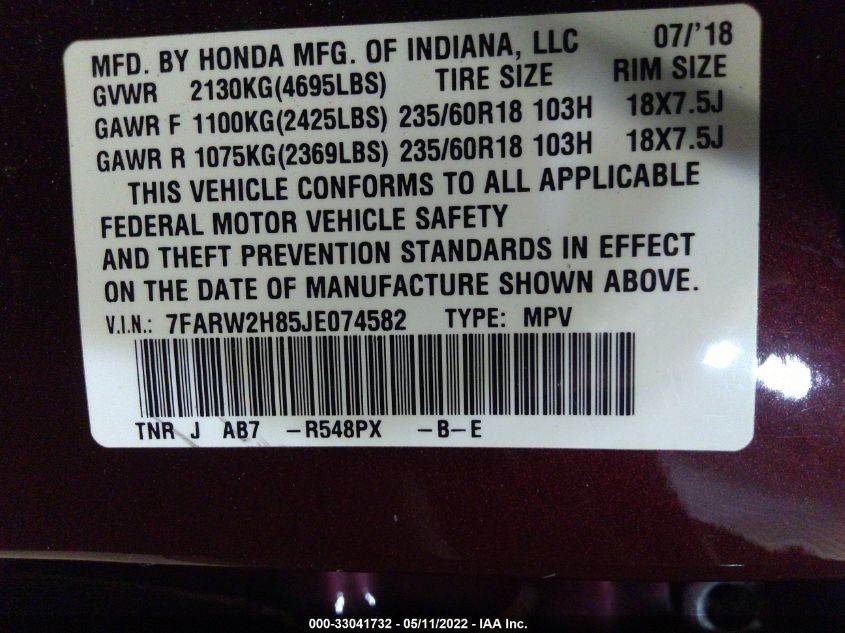 MFD. BY HONDA MFG. OF INDIANA, LLC 07/'18
GVWR 2130KG(4695LBS) TIRE SIZE RIM SIZE
GAWR F 1100KG(2425LBS) 235/60R18 103H 18X7.5J
GAWR R 1075KG(2369LBS) 235/60R18 103H 18X7.5J
THIS VEHICLE CONFORMS TO ALL APPLICABLE
FEDERAL MOTOR VEHICLE SAFETY
AND THEFT PREVENTION STANDARDS IN EFFECT
ON THE DATE OF MANUFACTURE SHOWN ABOVE.
V.I.N.: 7FARW2H85JE074582 TYPE: MPV
TNR J AB7 -R548PX -B-E
000-33041732 - 05/11/2022 - IAA Inc.